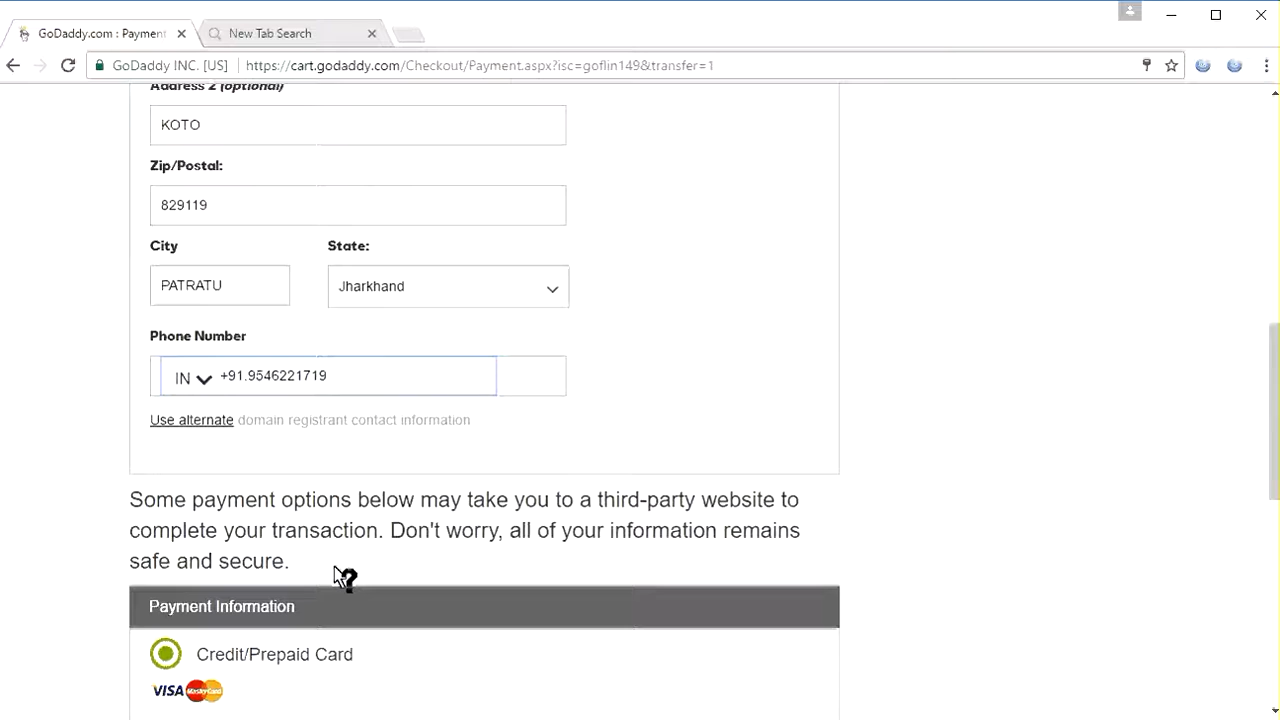 GoDaddy.com : Payment
New Tab Search
GoDaddy INC. [US]
https://cart.godaddy.com/Checkout/Payment.aspx?isc=goflin149&transfer=1
Address 2 (optional)
KOTO
Zip/Postal:
829119
City
State:
PATRATU
Jharkhand
Phone Number
IN +91.9546221719
Use alternate domain registrant contact information
Some payment options below may take you to a third-party website to
complete your transaction. Don't worry, all of your information remains
safe and secure.
Payment Information
Credit/Prepaid Card
VISA MasterCard